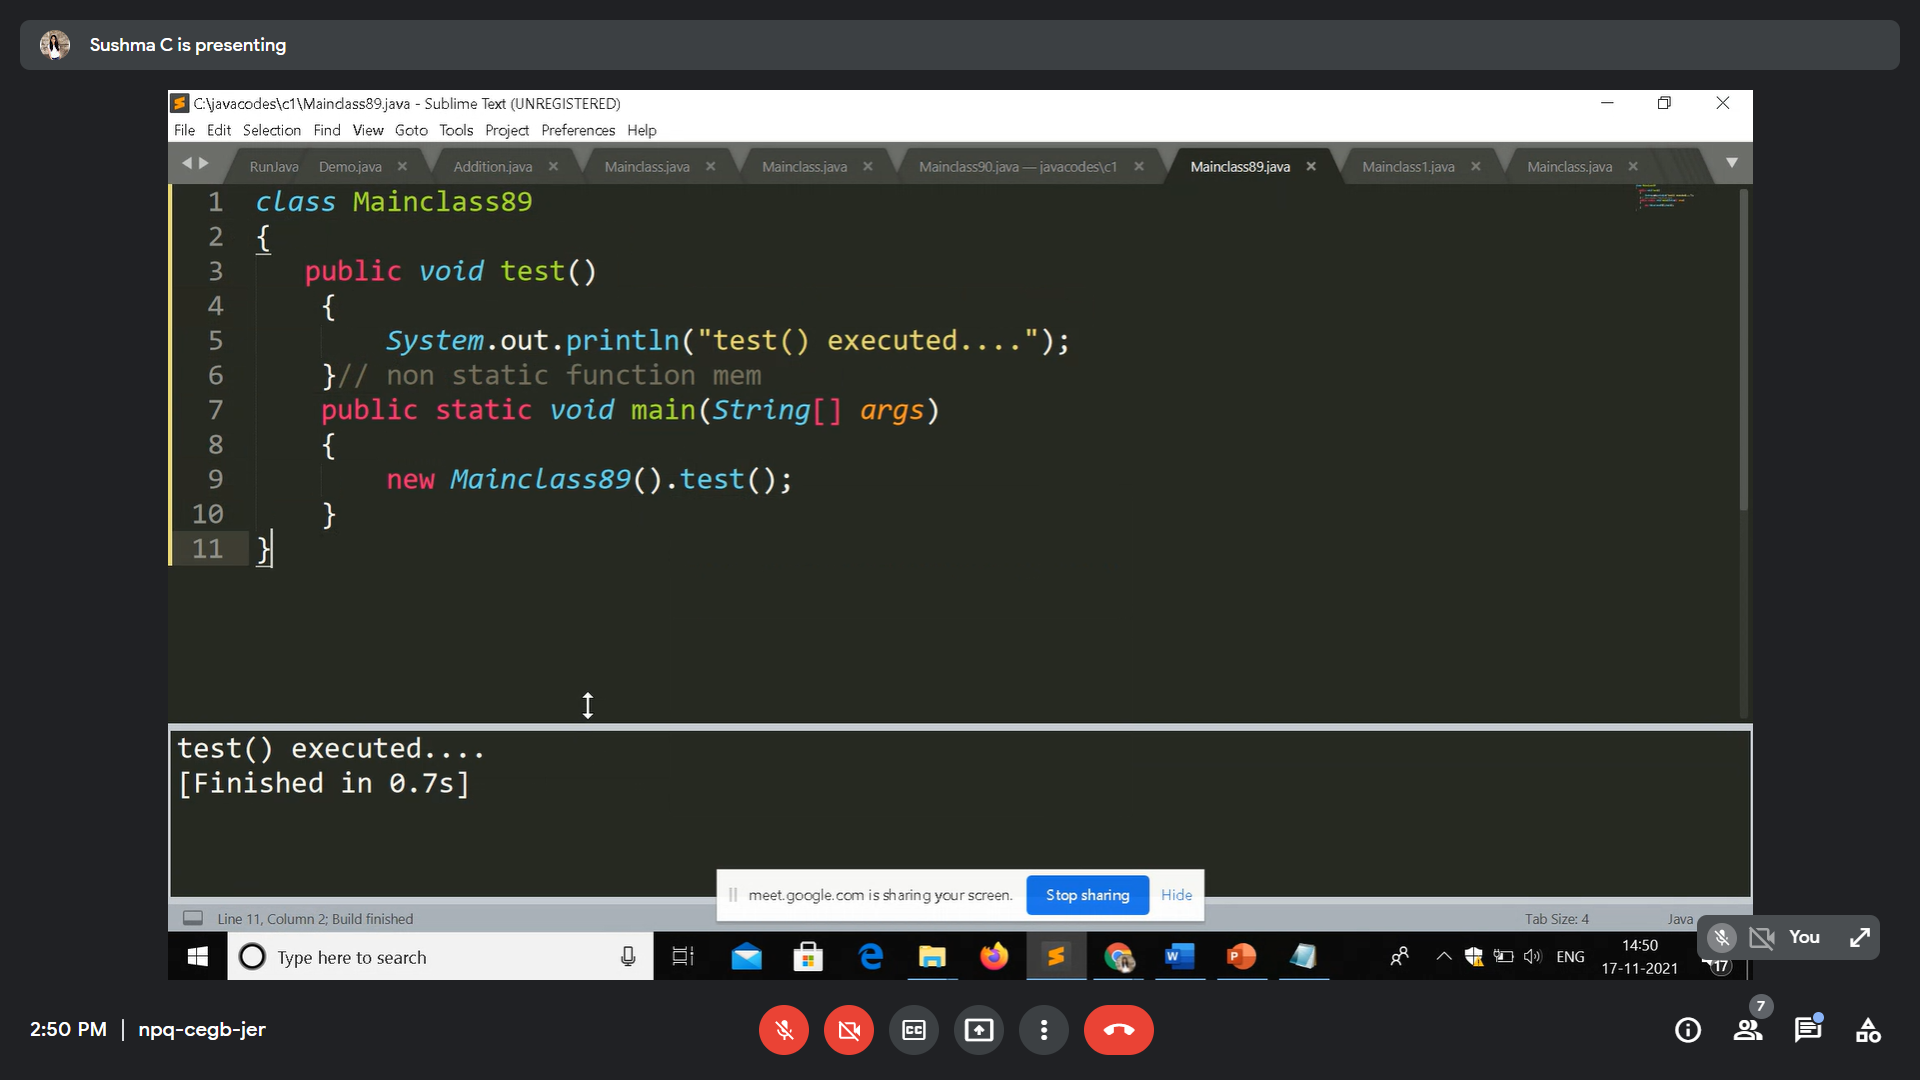 Sushma C is presenting
C:\javacodes\c1\Mainclass89.java - Sublime Text (UNREGISTERED)
File Edit Selection Find View Goto Tools Project Preferences Help
RunJava Demo.java Addition.java Mainclass.java Mainclass.java Mainclass90.java — javacodes\c1 Mainclass89.java Mainclass1.java Mainclass.java
1 class Mainclass89
2 {
3 public void test()
4 {
5 System.out.println("test() executed....");
6 }// non static function mem
7 public static void main(String[] args)
8 {
9 new Mainclass89().test();
10 }
11 }
test() executed....
[Finished in 0.7s]
meet.google.com is sharing your screen. Stop sharing Hide
Line 11, Column 2; Build finished Tab Size: 4 Java
You
Type here to search ENG 14:50
17-11-2021 17
2:50 PM | npq-cegb-jer 7